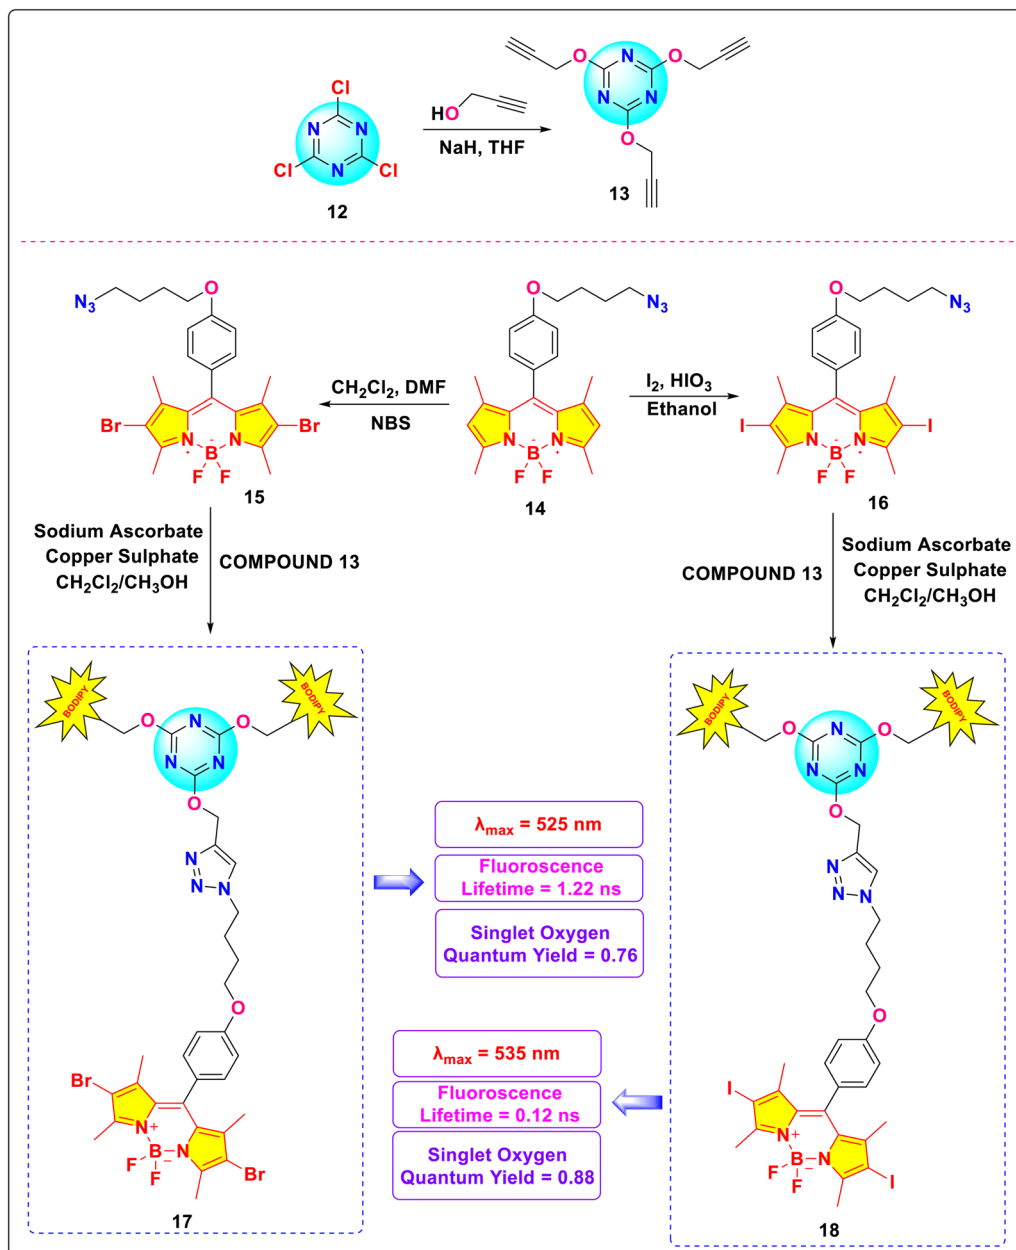 Cl
N
N
Cl
N
Cl
12
HO
NaH, THF
O
N
O
N
N
O
13
N3
O
Br
Br
N
B
N
F
F
15
CH2Cl2, DMF
NBS
O
N3
N
B
N
F
F
14
I2, HIO3
Ethanol
O
N3
I
I
N
B
N
F
F
16
Sodium Ascorbate
Copper Sulphate
CH2Cl2/CH3OH
COMPOUND 13
COMPOUND 13
Sodium Ascorbate
Copper Sulphate
CH2Cl2/CH3OH
BODIPY
BODIPY
O
N
O
N
N
O
N
N
N
O
Br
N+
B-
N
F
F
Br
17
λmax = 525 nm
Fluoroscence
Lifetime = 1.22 ns
Singlet Oxygen
Quantum Yield = 0.76
λmax = 535 nm
Fluoroscence
Lifetime = 0.12 ns
Singlet Oxygen
Quantum Yield = 0.88
BODIPY
BODIPY
O
N
O
N
N
O
N
N
N
O
I
N+
B-
N
F
F
I
18